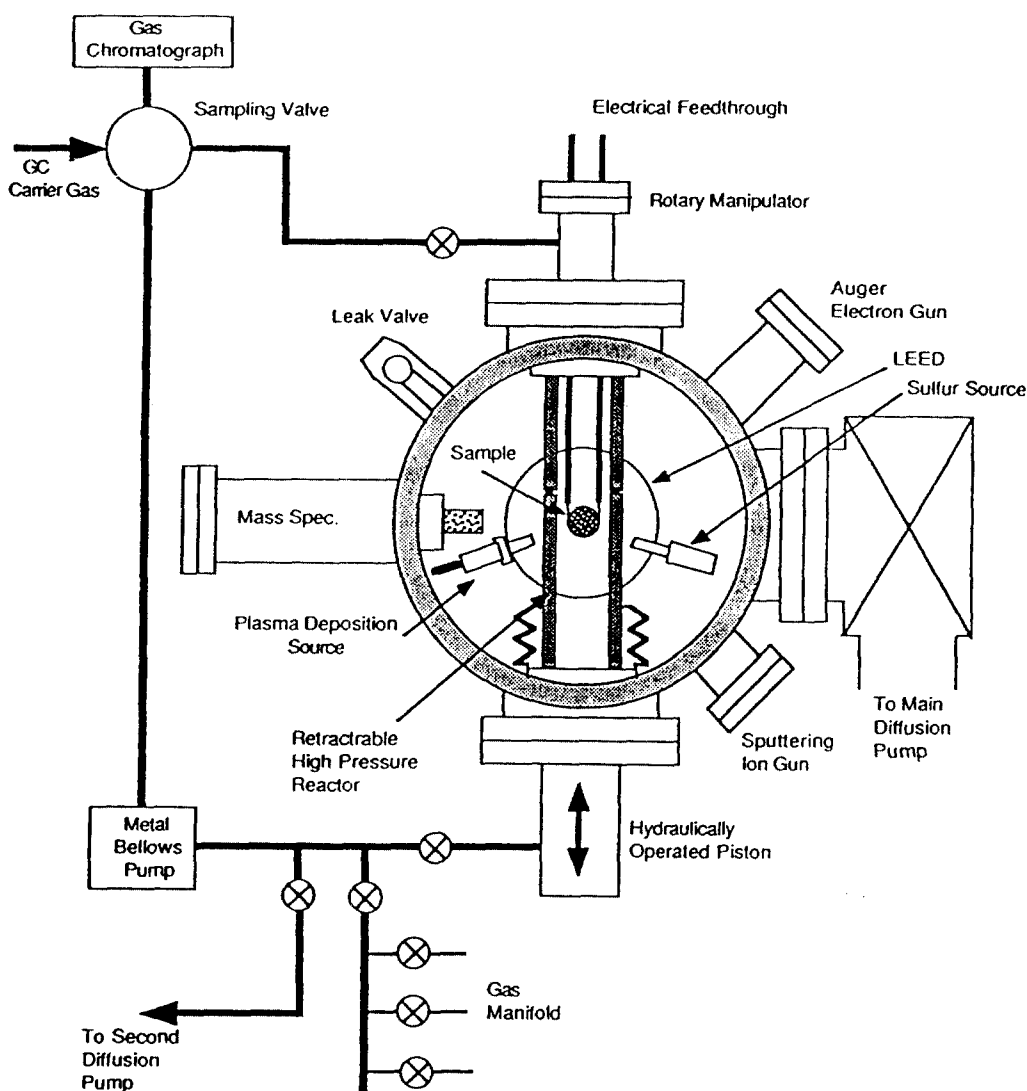 Gas
Chromatograph
Sampling Valve
Electrical Feedthrough
GC
Carrier Gas
Rotary Manipulator
Auger
Electron Gun
Leak Valve
LEED
Sulfur Source
Sample
Mass Spec.
Plasma Deposition
Source
To Main
Diffusion
Pump
Retractrable
High Pressure
Reactor
Sputtering
Ion Gun
Metal
Bellows
Pump
Hydraulically
Operated Piston
Gas
Manifold
To Second
Diffusion
Pump